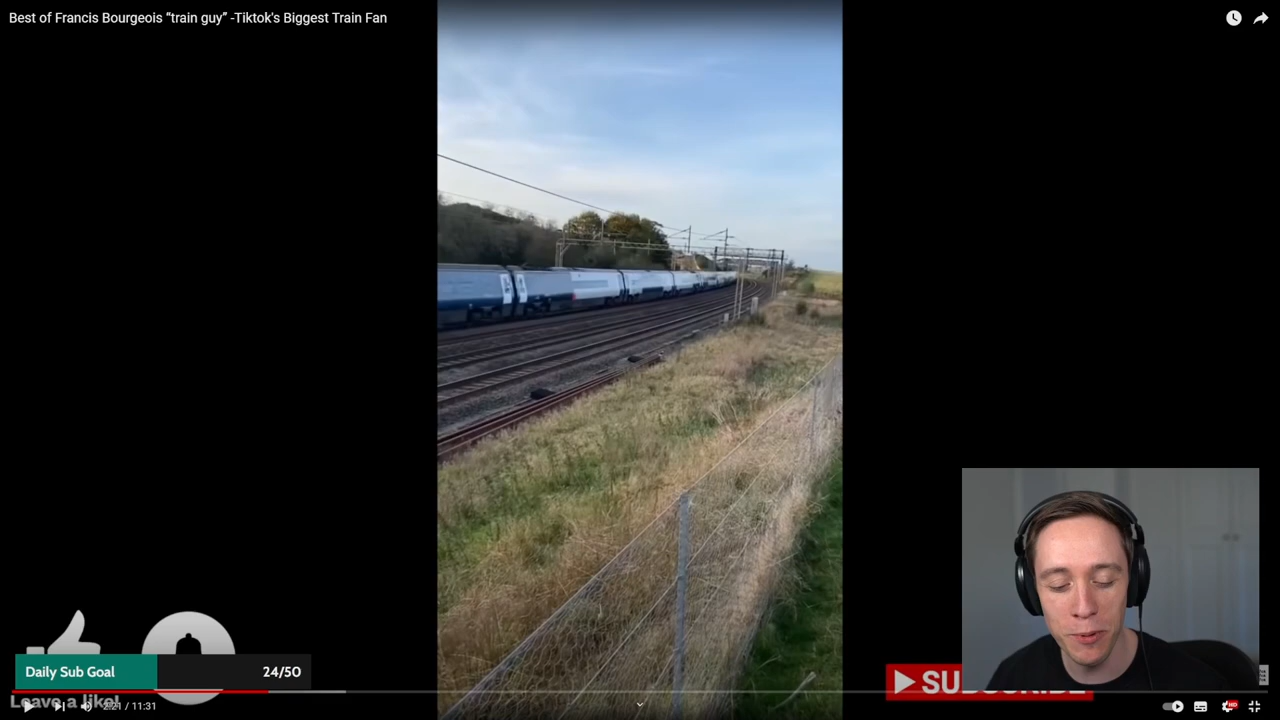 Best of Francis Bourgeois “train guy” -Tiktok's Biggest Train Fan
Daily Sub Goal 24/50
Leave a like!
2:21 / 11:31
SUBSCRIBE
HD